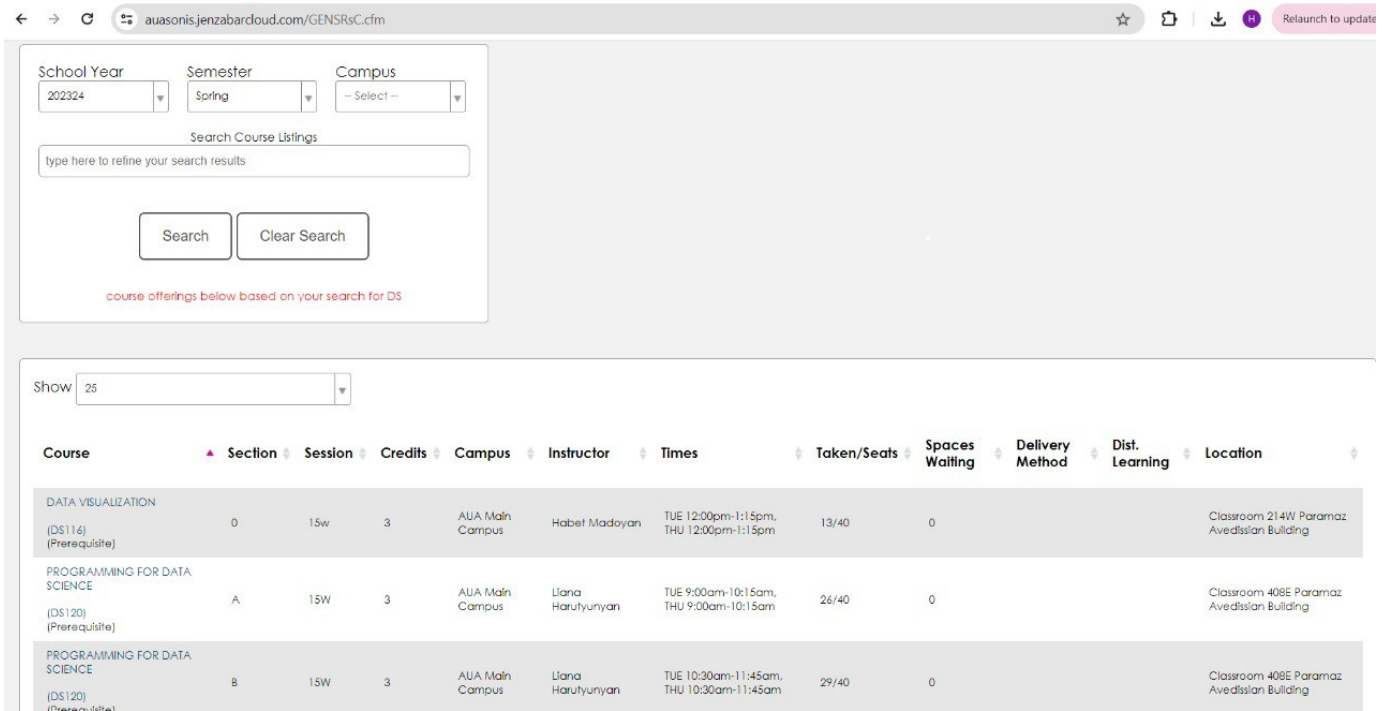 auasonis.jenzabarcloud.com/GENSRsC.cfm
H
Relaunch to update
School Year Semester Campus
202324 Spring -- Select --
Search Course Listings
type here to refine your search results
Search Clear Search
course offerings below based on your search for DS
Show 25
Course Section Session Credits Campus Instructor Times Taken/Seats Spaces Waiting Delivery Method Dist. Learning Location
DATA VISUALIZATION
(DS116)
(Prerequisite)
0 15w 3 AUA Main Campus Habet Madoyan TUE 12:00pm-1:15pm, THU 12:00pm-1:15pm 13/40 0 Classroom 214W Paramaz Avedissian Building
PROGRAMMING FOR DATA
SCIENCE
(DS120)
(Prerequisite)
A 15W 3 AUA Main Campus Liana Harutyunyan TUE 9:00am-10:15am, THU 9:00am-10:15am 26/40 0 Classroom 408E Paramaz Avedissian Building
PROGRAMMING FOR DATA
SCIENCE
(DS120)
(Prerequisite)
B 15W 3 AUA Main Campus Liana Harutyunyan TUE 10:30am-11:45am, THU 10:30am-11:45am 29/40 0 Classroom 408E Paramaz Avedissian Building